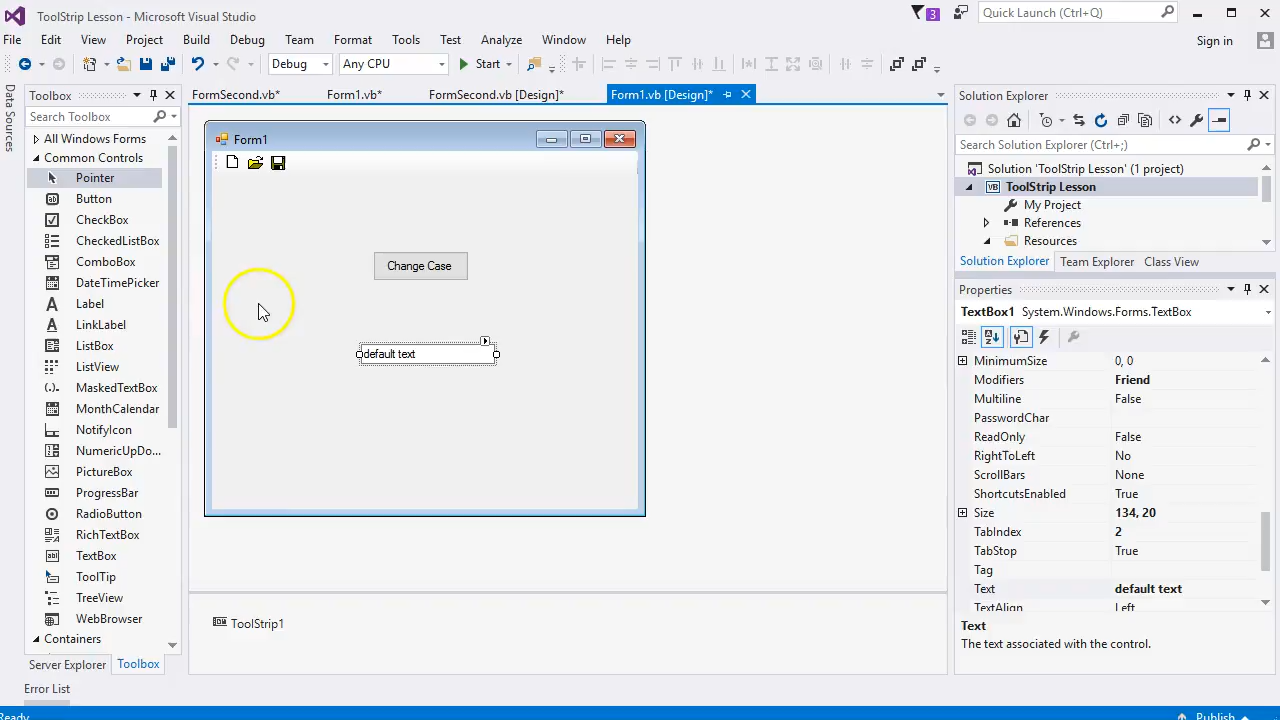 ToolStrip Lesson - Microsoft Visual Studio
3
Quick Launch (Ctrl+Q)
File Edit View Project Build Debug Team Format Tools Test Analyze Window Help
Sign in
Debug
Any CPU
Start
Data Sources
Toolbox
Search Toolbox
All Windows Forms
Common Controls
Pointer
Button
CheckBox
CheckedListBox
ComboBox
DateTimePicker
Label
LinkLabel
ListBox
ListView
MaskedTextBox
MonthCalendar
NotifyIcon
NumericUpDo...
PictureBox
ProgressBar
RadioButton
RichTextBox
TextBox
ToolTip
TreeView
WebBrowser
Containers
Server Explorer
Toolbox
FormSecond.vb*
Form1.vb*
FormSecond.vb [Design]*
Form1.vb [Design]*
Form1
Change Case
default text
ToolStrip1
Solution Explorer
Search Solution Explorer (Ctrl+;)
Solution 'ToolStrip Lesson' (1 project)
VB ToolStrip Lesson
My Project
References
Resources
Solution Explorer
Team Explorer
Class View
Properties
TextBox1 System.Windows.Forms.TextBox
MinimumSize 0, 0
Modifiers Friend
Multiline False
PasswordChar
ReadOnly False
RightToLeft No
ScrollBars None
ShortcutsEnabled True
Size 134, 20
TabIndex 2
TabStop True
Tag
Text default text
TextAlign Left
Text
The text associated with the control.
Error List
Ready
Publish